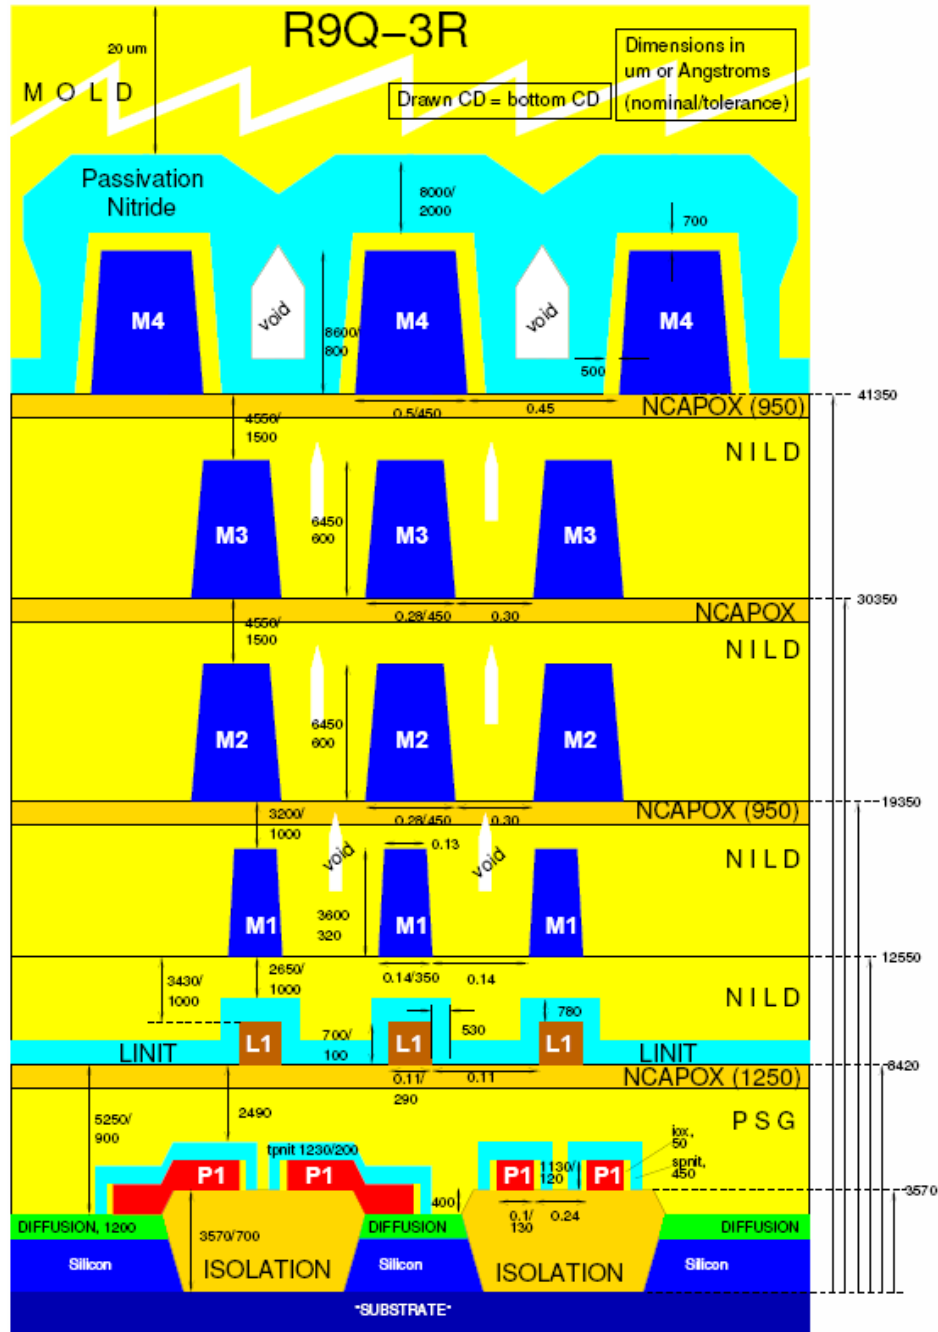 R9Q-3R
20 um
Dimensions in
um or Angstroms
(nominal/tolerance)
M O L D
Drawn CD = bottom CD
Passivation
Nitride
8000/
2000
700
M4
void
M4
void
M4
8600/
800
500
41350
0.5/450
0.45
NCAPOX (950)
4550/
1500
N I L D
M3
6450
600
M3
M3
30350
0.28/450
0.30
NCAPOX
4550/
1500
N I L D
M2
6450
600
M2
M2
19350
3200/
1000
0.28/450
0.30
NCAPOX (950)
void
0.13
void
N I L D
M1
3600
320
M1
M1
12550
3430/
1000
2650/
1000
0.14/350
0.14
N I L D
780
530
LINIT
L1
700/
100
L1
L1
LINIT
8420
0.11/
290
0.11
NCAPOX (1250)
5250/
900
2490
P S G
iox,
50
tpnit 1230/200
spnit,
450
P1
P1
P1
1130/
120
P1
400
3570
0.1/
130
0.24
DIFFUSION, 1200
3570/700
DIFFUSION
DIFFUSION
Silicon
ISOLATION
Silicon
ISOLATION
Silicon
"SUBSTRATE"